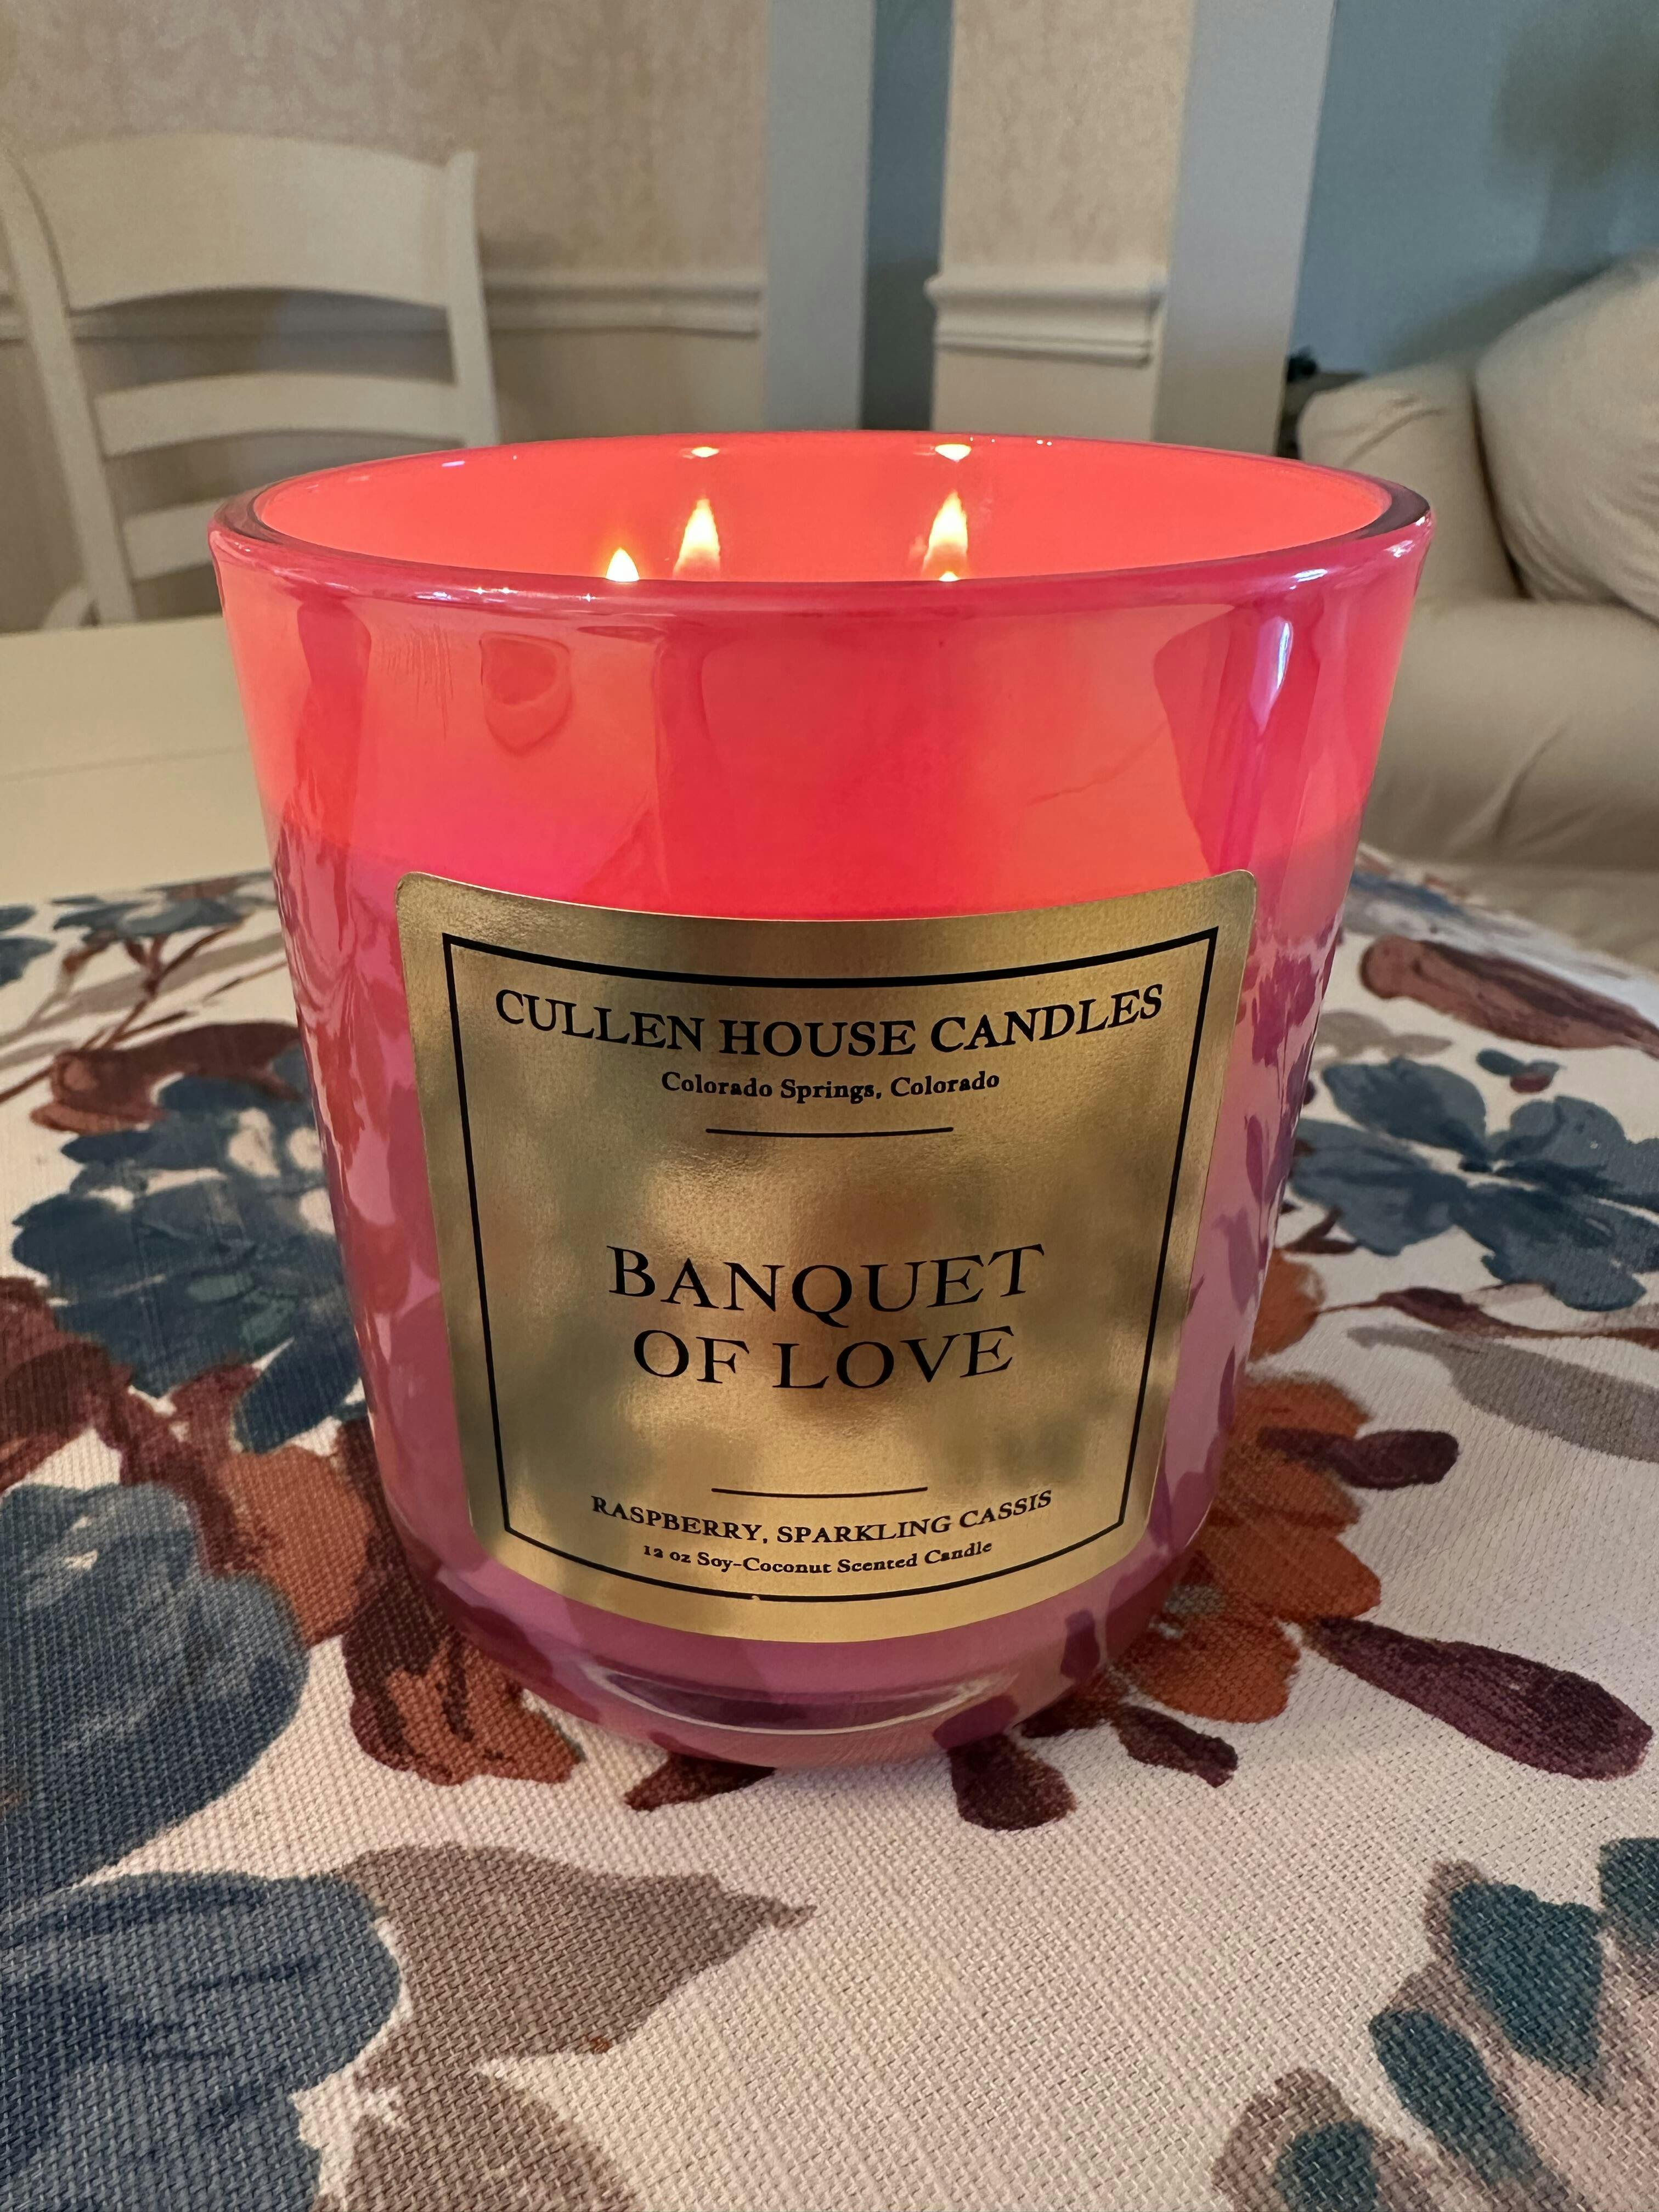 CULLEN HOUSE CANDLES
Colorado Springs, Colorado
BANQUET
OF LOVE
RASPBERRY, SPARKLING CASSIS
12 oz Soy-Coconut Scented Candle